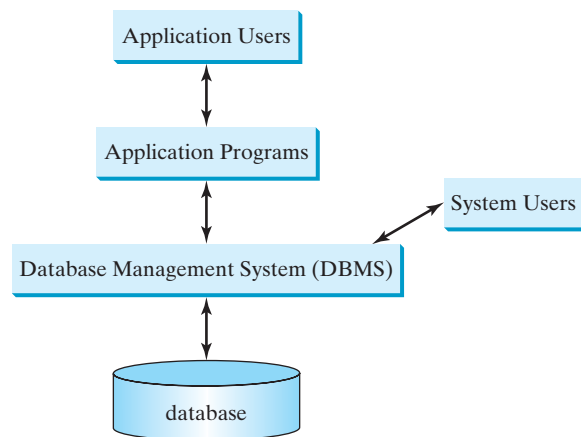 Application Users
Application Programs
System Users
Database Management System (DBMS)
database